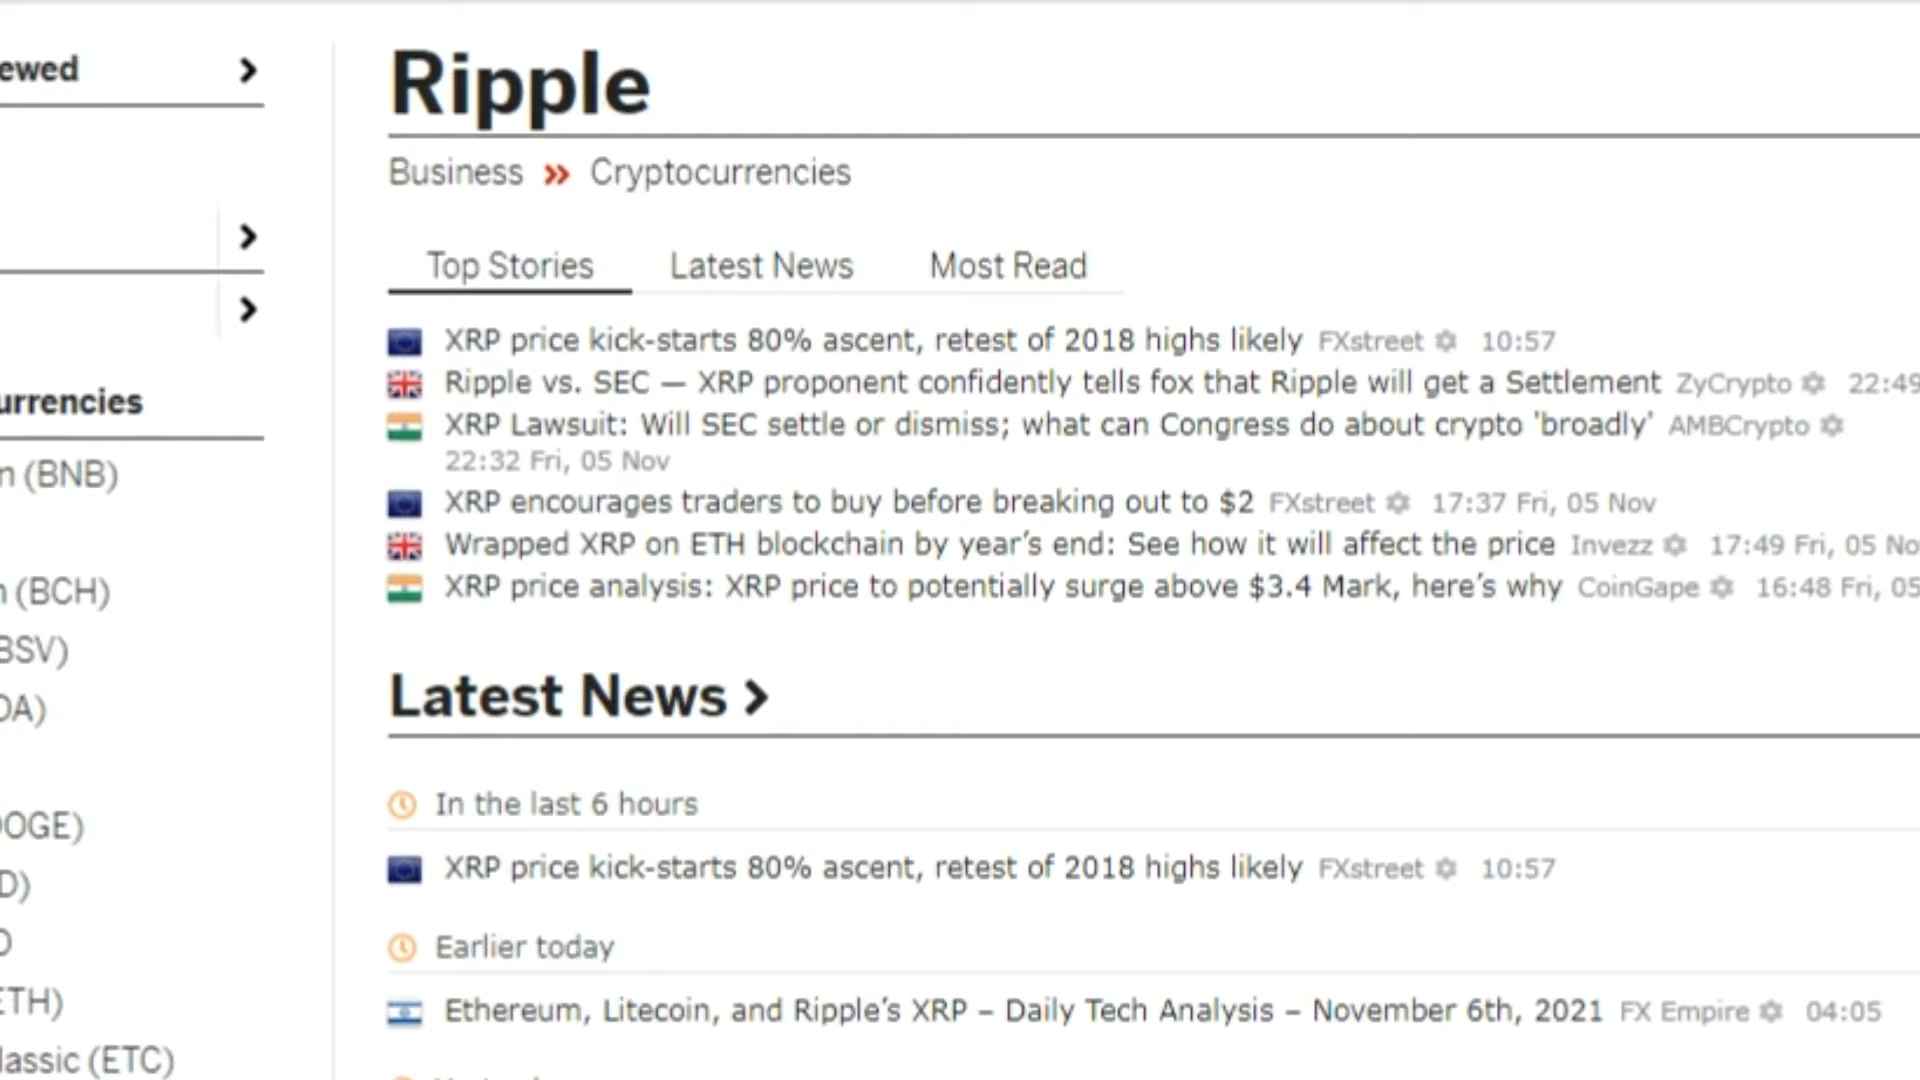 ewed
urrencies
n (BNB)
(BCH)
BSV)
DA)
OGE)
D)
ETH)
lassic (ETC)
Ripple
Business » Cryptocurrencies
Top Stories Latest News Most Read
XRP price kick-starts 80% ascent, retest of 2018 highs likely FXstreet 10:57
Ripple vs. SEC — XRP proponent confidently tells fox that Ripple will get a Settlement ZyCrypto 22:49
XRP Lawsuit: Will SEC settle or dismiss; what can Congress do about crypto 'broadly' AMBCrypto
22:32 Fri, 05 Nov
XRP encourages traders to buy before breaking out to $2 FXstreet 17:37 Fri, 05 Nov
Wrapped XRP on ETH blockchain by year’s end: See how it will affect the price Invezz 17:49 Fri, 05 No
XRP price analysis: XRP price to potentially surge above $3.4 Mark, here’s why CoinGape 16:48 Fri, 05
Latest News >
In the last 6 hours
XRP price kick-starts 80% ascent, retest of 2018 highs likely FXstreet 10:57
Earlier today
Ethereum, Litecoin, and Ripple’s XRP – Daily Tech Analysis – November 6th, 2021 FX Empire 04:05